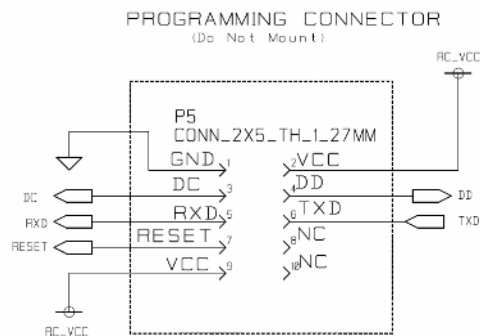 PROGRAMMING CONNECTOR
(Do Not Mount)
RC_VCC
P5
CONN_2X5_TH_1_27MM
GND 1 2 VCC
DC DC 3 4 DD DD
RXD RXD 5 6 TXD TXD
RESET RESET 7 8 NC
VCC 9 10 NC
RC_VCC